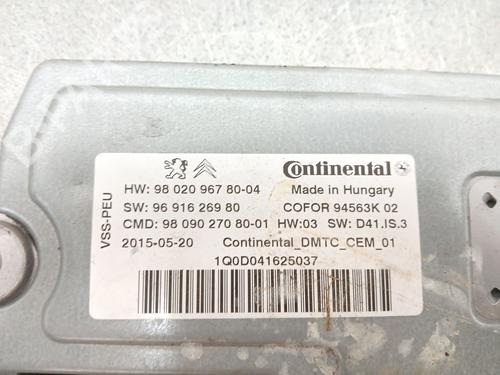 Continental
HW: 98 020 967 80-04 Made in Hungary
SW: 96 916 269 80 COFOR 94563K 02
CMD: 98 090 270 80-01 HW:03 SW: D41.IS.3
2015-05-20 Continental_DMTC_CEM_01
1Q0D041625037
VSS-PEU